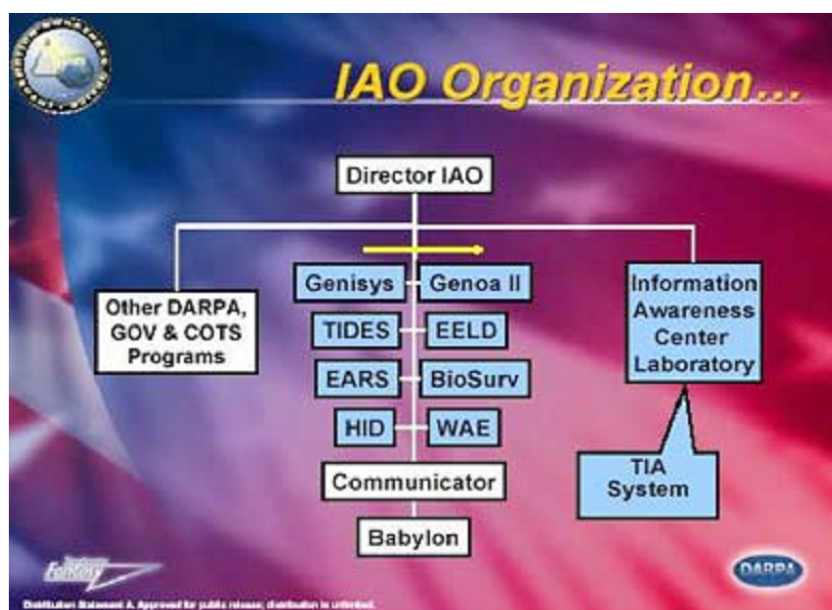 IAO Organization...
Director IAO
Other DARPA,
GOV & COTS
Programs
Genisys
Genoa II
TIDES
EELD
EARS
BioSurv
HID
WAE
Communicator
Babylon
Information
Awareness
Center
Laboratory
TIA
System
DARPA
Distribution Statement A. Approved for public release; distribution is unlimited.